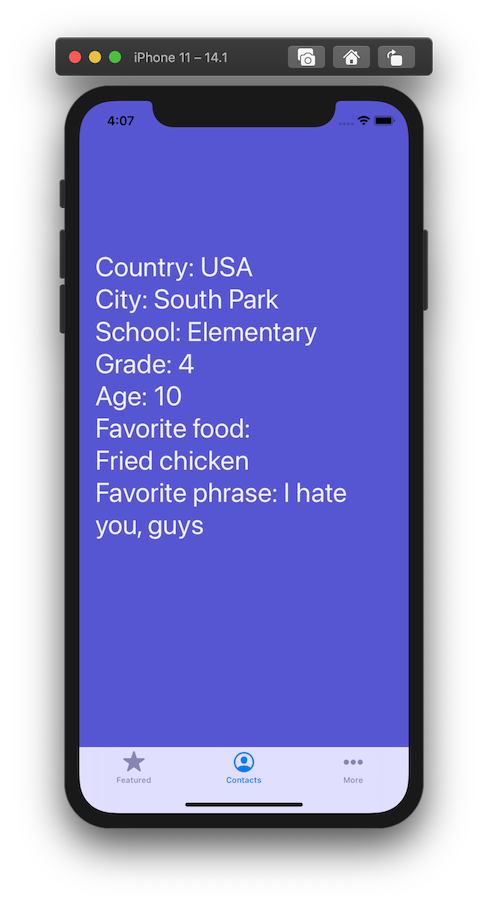 iPhone 11 – 14.1
4:07
Country: USA
City: South Park
School: Elementary
Grade: 4
Age: 10
Favorite food:
Fried chicken
Favorite phrase: I hate
you, guys
Featured
Contacts
More